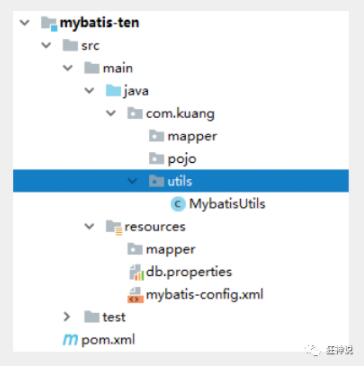 mybatis-ten
src
main
java
com.kuang
mapper
pojo
utils
MybatisUtils
resources
mapper
db.properties
mybatis-config.xml
test
pom.xml
狂神说